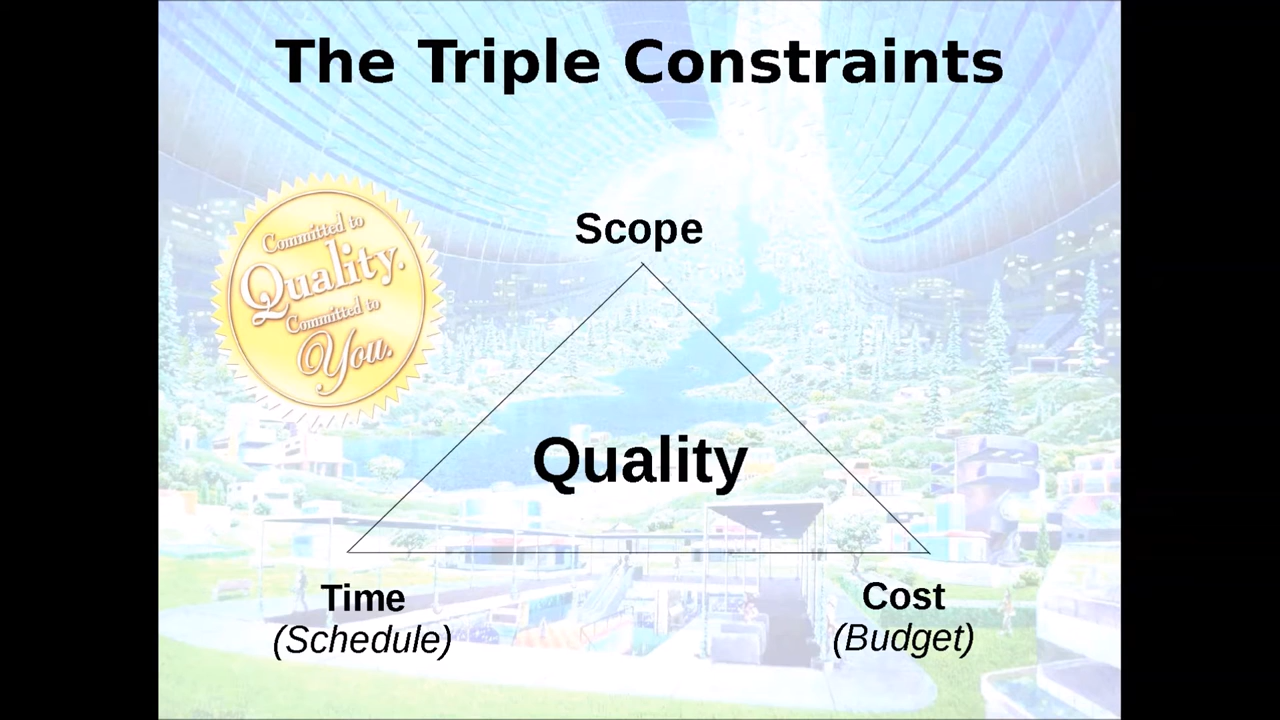 The Triple Constraints
Committed to
Quality.
Committed to
You.
Scope
Quality
Time
(Schedule)
Cost
(Budget)